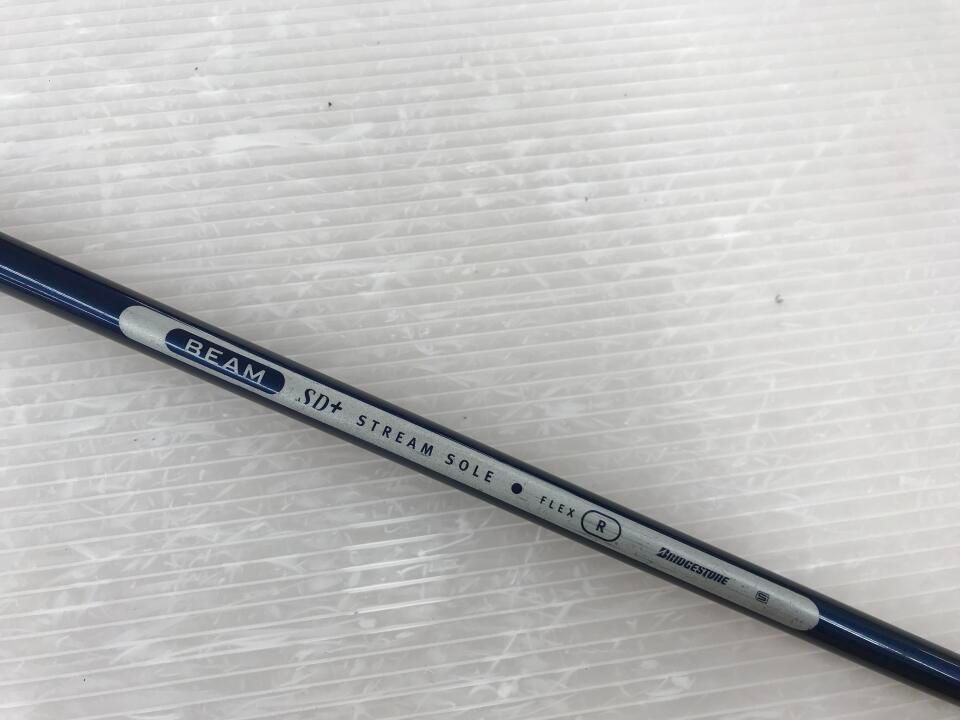 BEAM SD+ STREAM SOLE • FLEX R BRIDGESTONE S